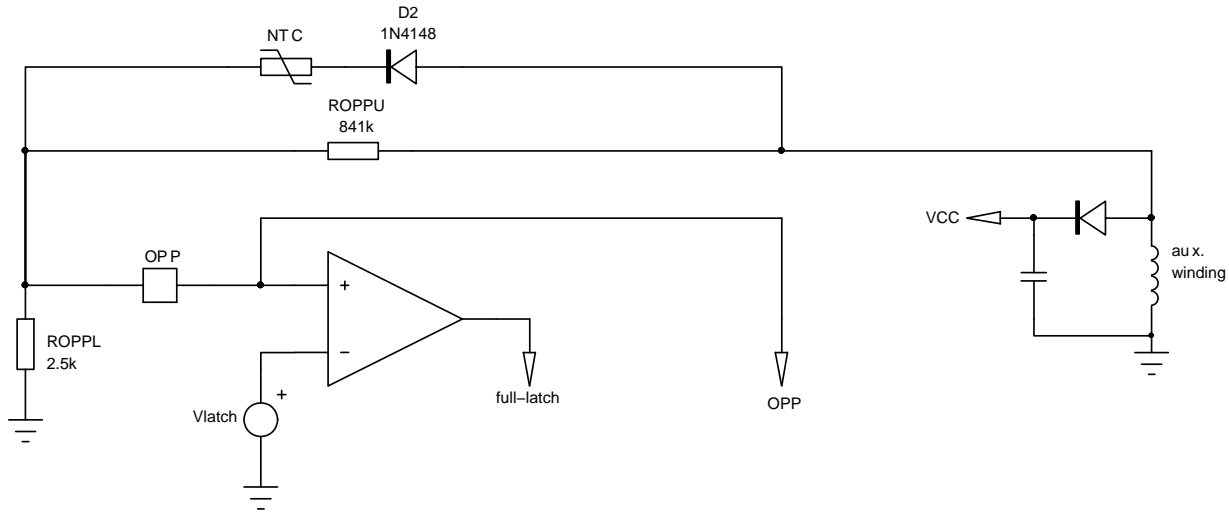 D2
1N4148
NTC
ROPPU
841k
VCC
aux.
winding
OPP
+
−
ROPPL
2.5k
+
Vlatch
full−latch
OPP